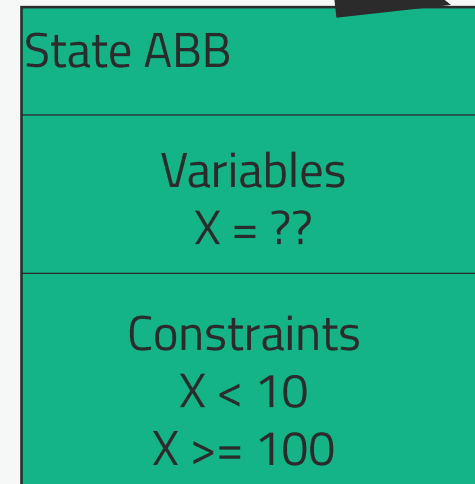 State ABB
Variables
X = ??
Constraints
X < 10
X >= 100